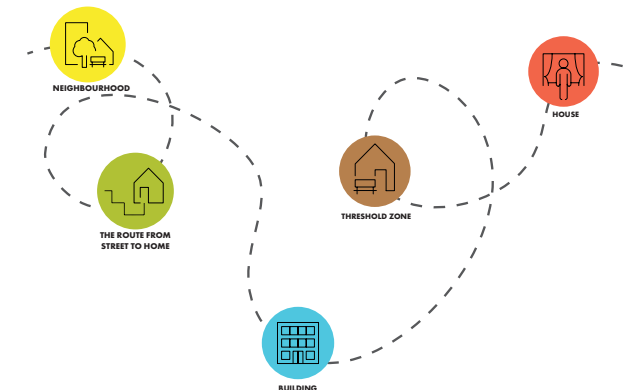 NEIGHBOURHOOD
HOUSE
THRESHOLD ZONE
THE ROUTE FROM
STREET TO HOME
BUILDING